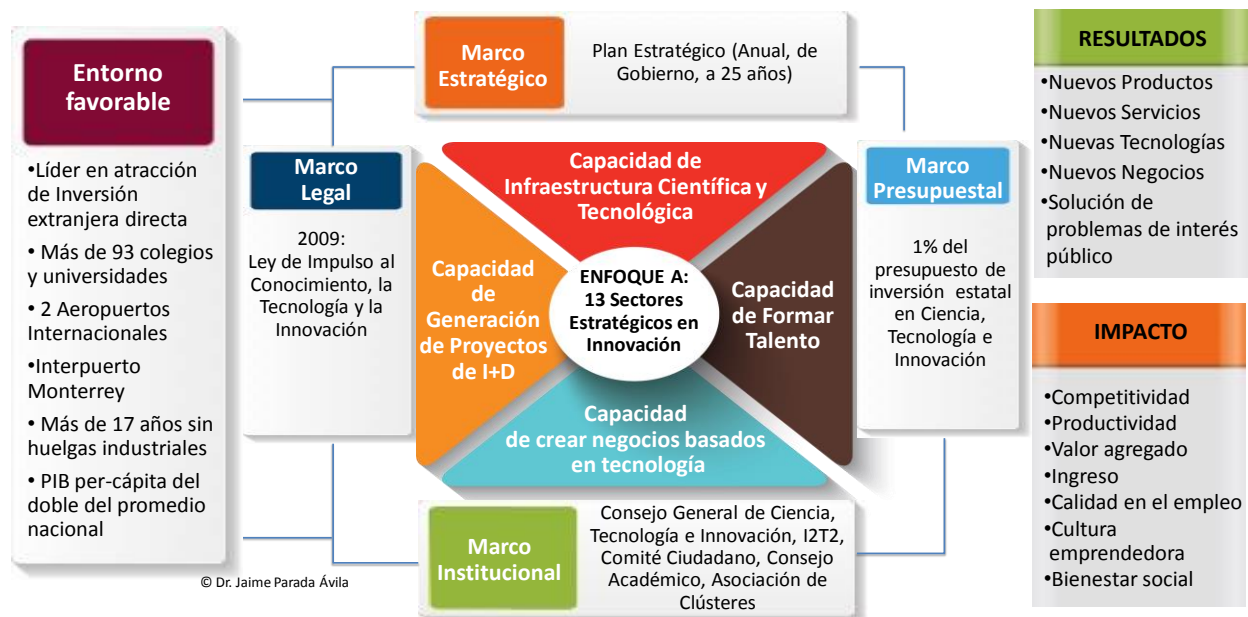 Entorno
favorable
•Líder en atracción
de Inversión
extranjera directa
• Más de 93 colegios
y universidades
• 2 Aeropuertos
Internacionales
•Interpuerto
Monterrey
• Más de 17 años sin
huelgas industriales
• PIB per-cápita del
doble del promedio
nacional
© Dr. Jaime Parada Ávila
Marco
Estratégico
Plan Estratégico (Anual, de
Gobierno, a 25 años)
Marco
Legal
2009:
Ley de Impulso al
Conocimiento, la
Tecnología y la
Innovación
Capacidad de
Infraestructura Científica y
Tecnológica
Capacidad
de
Generación
de Proyectos
de I+D
ENFOQUE A:
13 Sectores
Estratégicos en
Innovación
Capacidad
de Formar
Talento
Capacidad
de crear negocios basados
en tecnología
Marco
Presupuestal
1% del
presupuesto de
inversión estatal
en Ciencia,
Tecnología e
Innovación
Marco
Institucional
Consejo General de Ciencia,
Tecnología e Innovación, I2T2,
Comité Ciudadano, Consejo
Académico, Asociación de
Clústeres
RESULTADOS
•Nuevos Productos
•Nuevos Servicios
•Nuevas Tecnologías
•Nuevos Negocios
•Solución de
problemas de interés
público
IMPACTO
•Competitividad
•Productividad
•Valor agregado
•Ingreso
•Calidad en el empleo
•Cultura
emprendedora
•Bienestar social